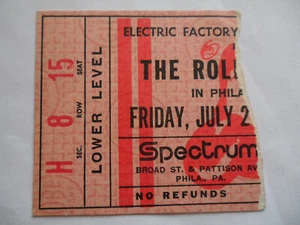 ELECTRIC FACTORY
THE ROLL
IN PHILA
FRIDAY, JULY 2
Spectrum
BROAD ST. & PATTISON AV
PHILA., PA.
NO REFUNDS
LOWER LEVEL
H 8 15
SEC. ROW SEAT